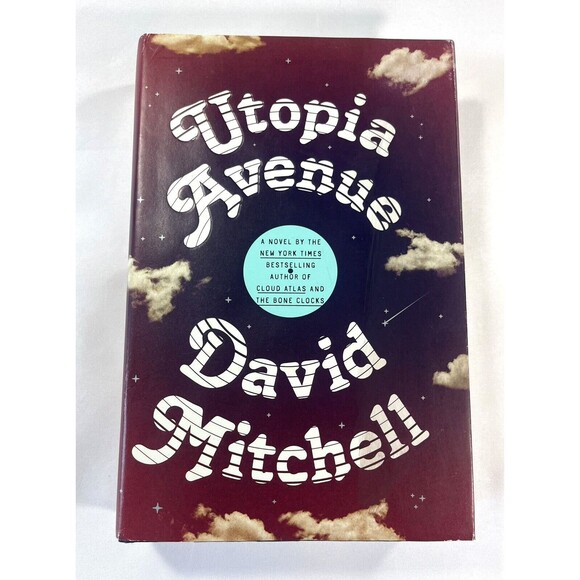 Utopia
Avenue
A NOVEL BY THE
NEW YORK TIMES
BESTSELLING
AUTHOR OF
CLOUD ATLAS AND
THE BONE CLOCKS
David
Mitchell